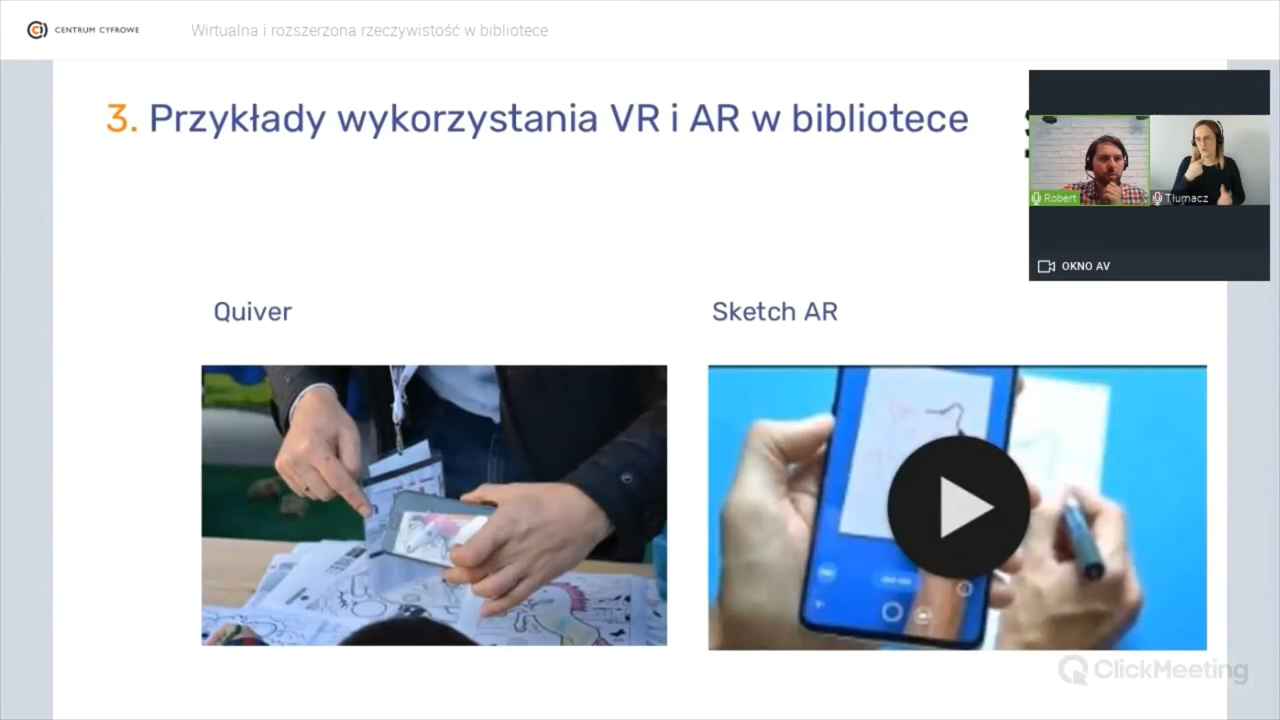 CENTRUM CYFROWE
Wirtualna i rozszerzona rzeczywistość w bibliotece
3. Przykłady wykorzystania VR i AR w bibliotece
Robert
Tłumacz
OKNO AV
Quiver
Sketch AR
ClickMeeting